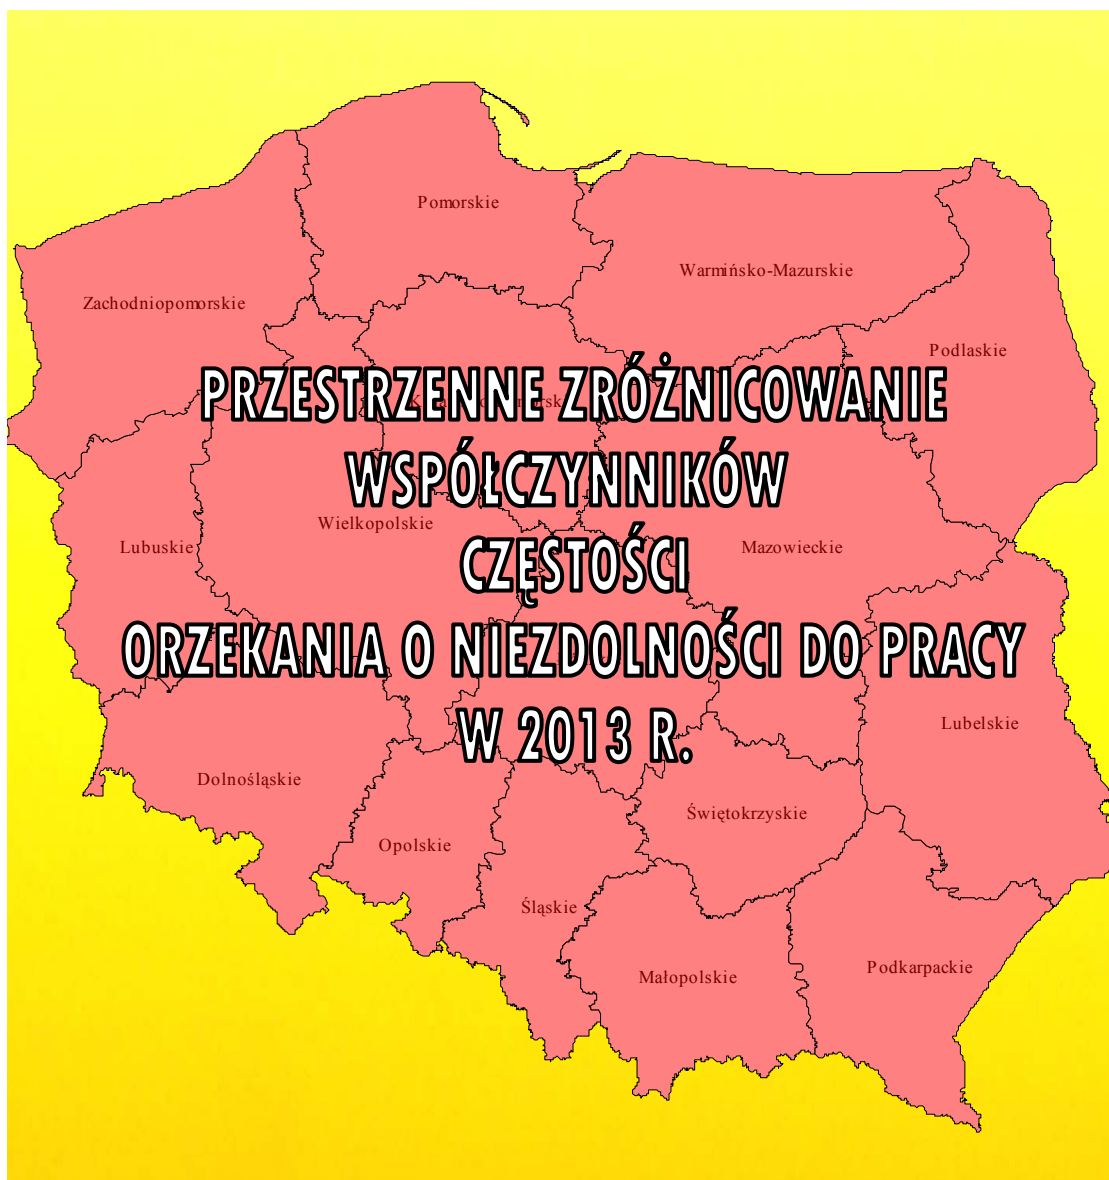 Pomorskie
Warmińsko-Mazurskie
Zachodniopomorskie
Podlaskie
PRZESTRZENNE ZRÓŻNICOWANIE
WSPÓŁCZYNNIKÓW
CZĘSTOŚCI
ORZEKANIA O NIEZDOLNOŚCI DO PRACY
W 2013 R.
Wielkopolskie
Lubuskie
Mazowieckie
Lubelskie
Dolnośląskie
Świętokrzyskie
Opolskie
Śląskie
Podkarpackie
Małopolskie